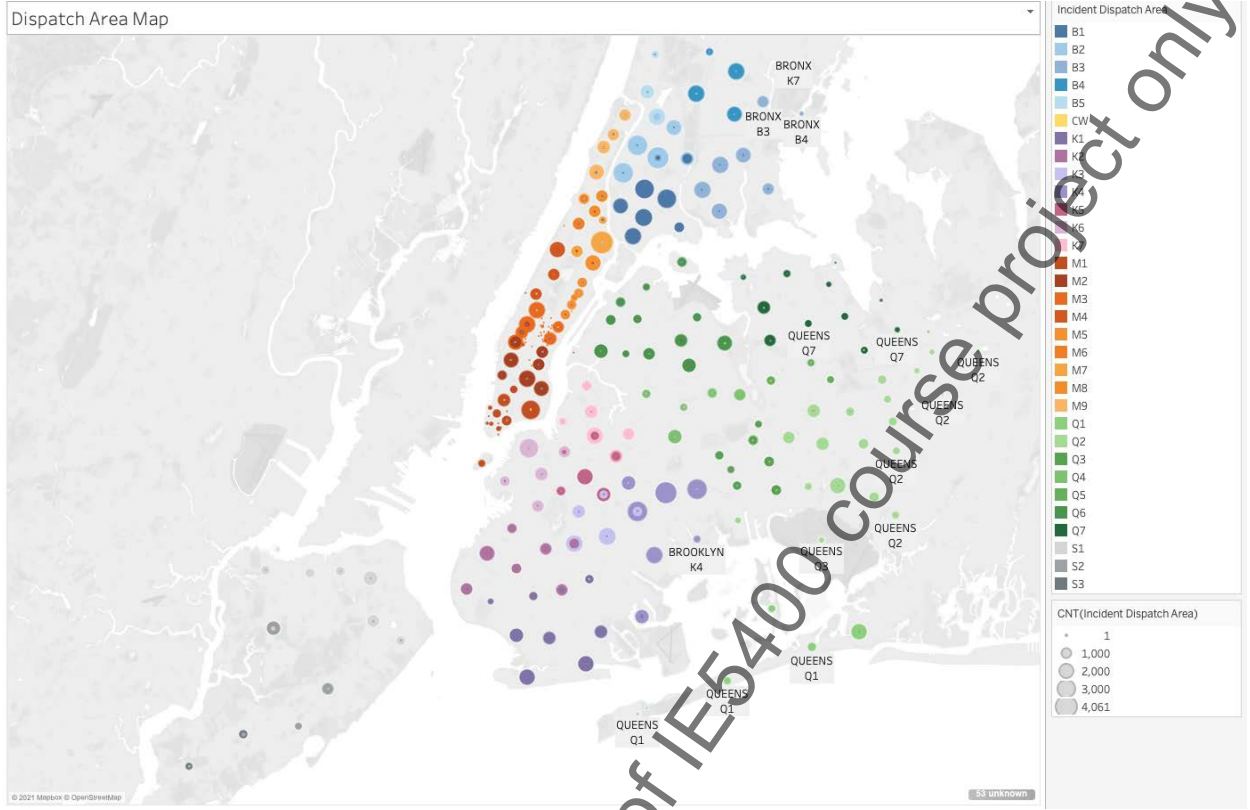 Dispatch Area Map
BRONX
K7
BRONX
B3
BRONX
B4
QUEENS
Q7
QUEENS
Q7
QUEENS
Q2
QUEENS
Q2
QUEENS
Q2
QUEENS
Q2
BROOKLYN
K4
QUEENS
Q3
QUEENS
Q1
QUEENS
Q1
QUEENS
Q1
© 2021 Mapbox © OpenStreetMap
53 unknown
Incident Dispatch Area
B1
B2
B3
B4
B5
CW
K1
K2
K3
K4
K5
K6
K7
M1
M2
M3
M4
M5
M6
M7
M8
M9
Q1
Q2
Q3
Q4
Q5
Q6
Q7
S1
S2
S3
CNT(Incident Dispatch Area)
1
1,000
2,000
3,000
4,061
of IE5400 course project only